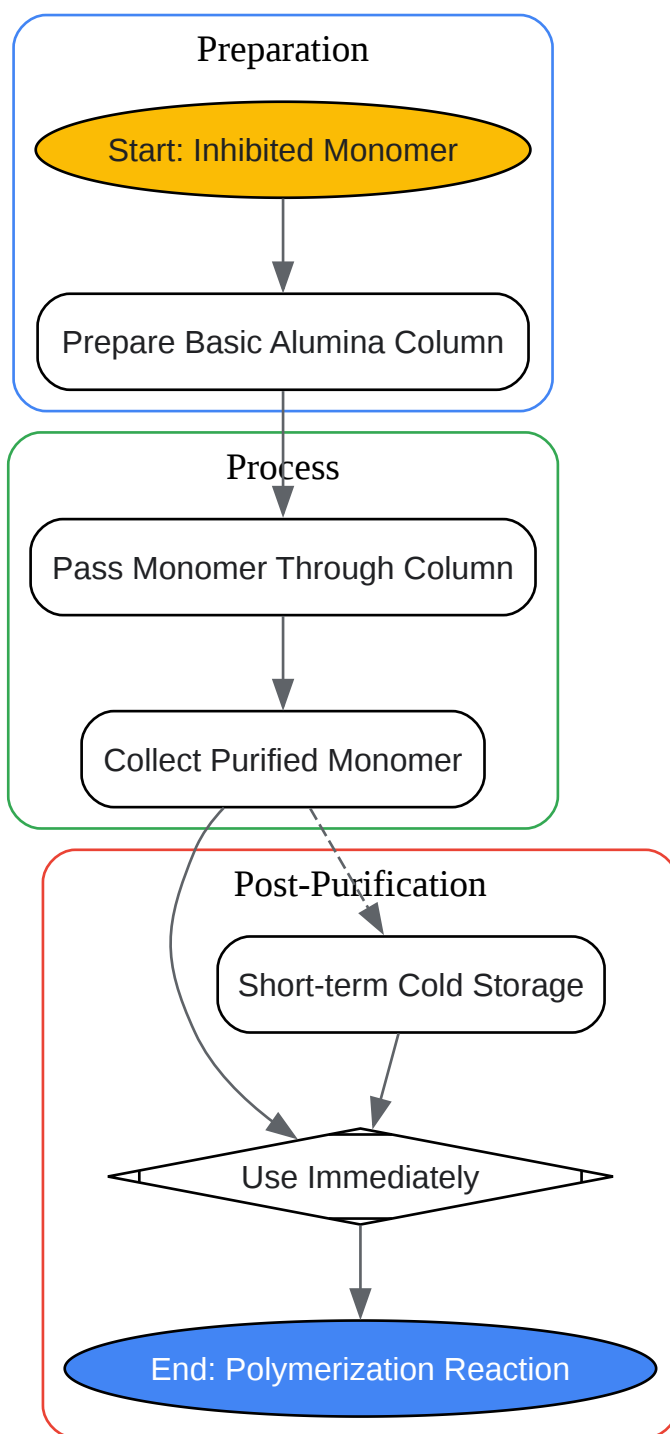 Preparation
Start: Inhibited Monomer
Prepare Basic Alumina Column
Process
Pass Monomer Through Column
Collect Purified Monomer
Post-Purification
Short-term Cold Storage
Use Immediately
End: Polymerization Reaction